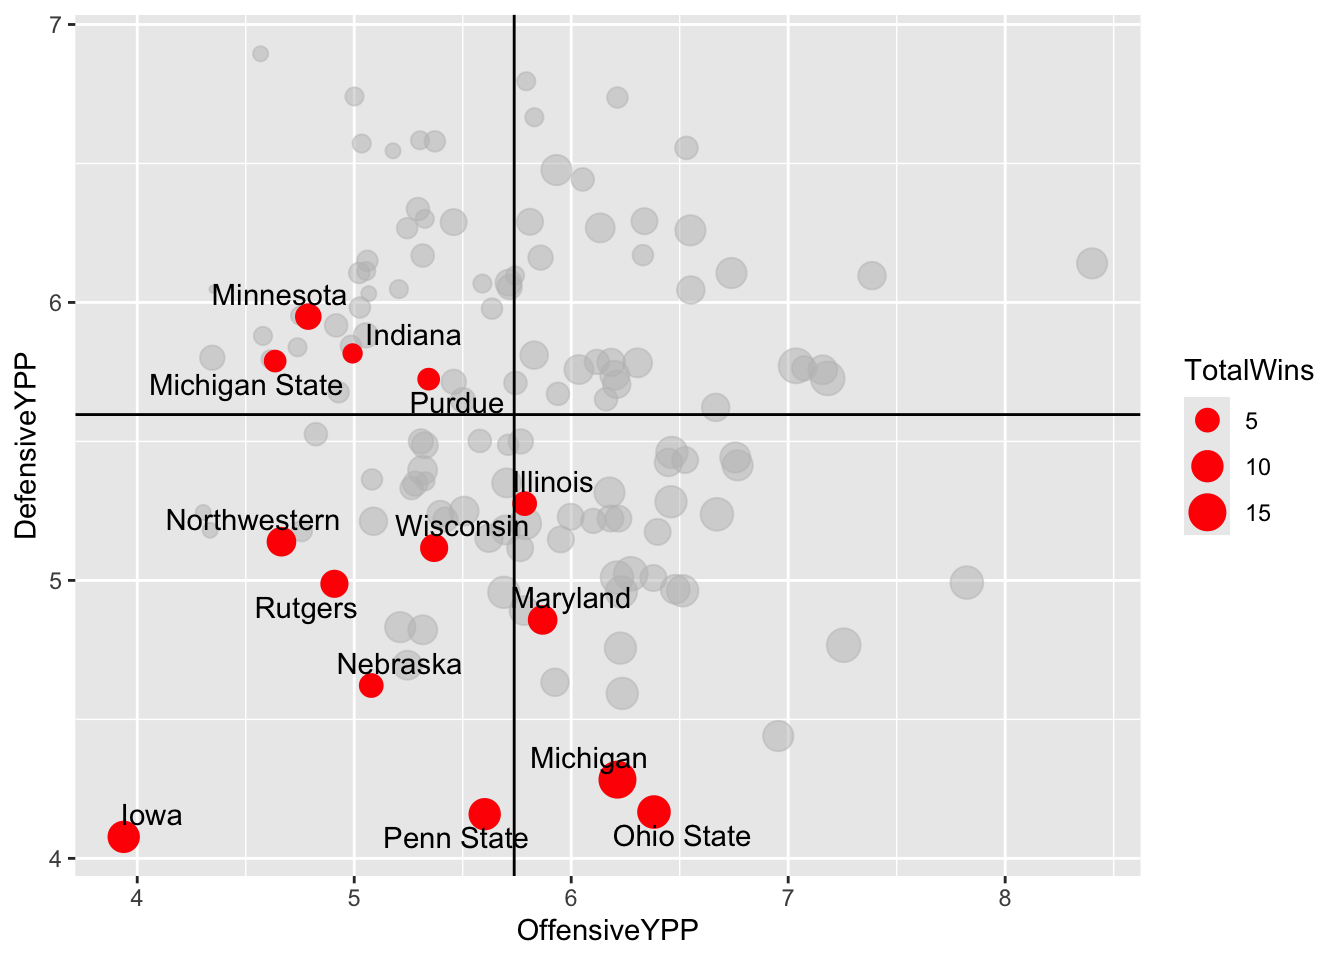 7
6
5
4
DefensiveYPP
Minnesota
Indiana
Michigan State
Purdue
Illinois
Northwestern
Wisconsin
Rutgers
Maryland
Nebraska
Michigan
Iowa
Penn State
Ohio State
4 5 6 7 8
OffensiveYPP
TotalWins
5
10
15